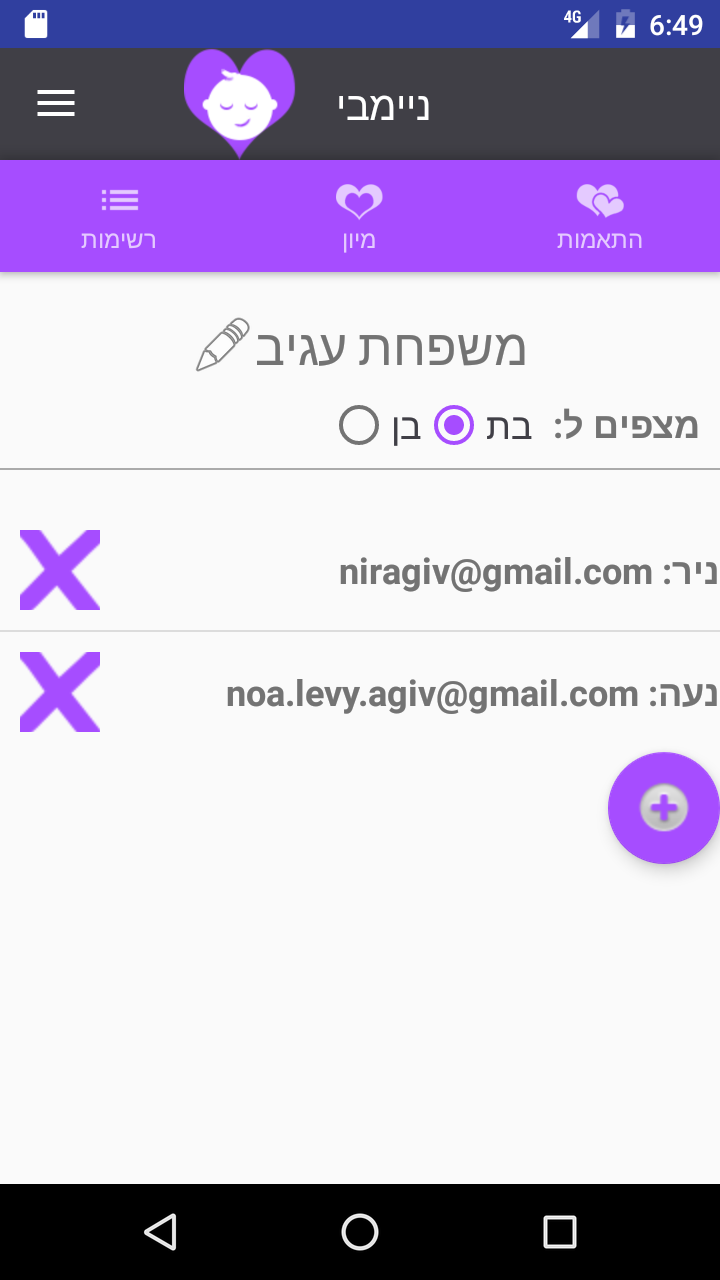 4G 6:49
ניימבי
התאמות
מיון
רשימות
משפחת עגיב
מצפים ל: בת בן
ניר: niragiv@gmail.com
נעה: noa.levy.agiv@gmail.com